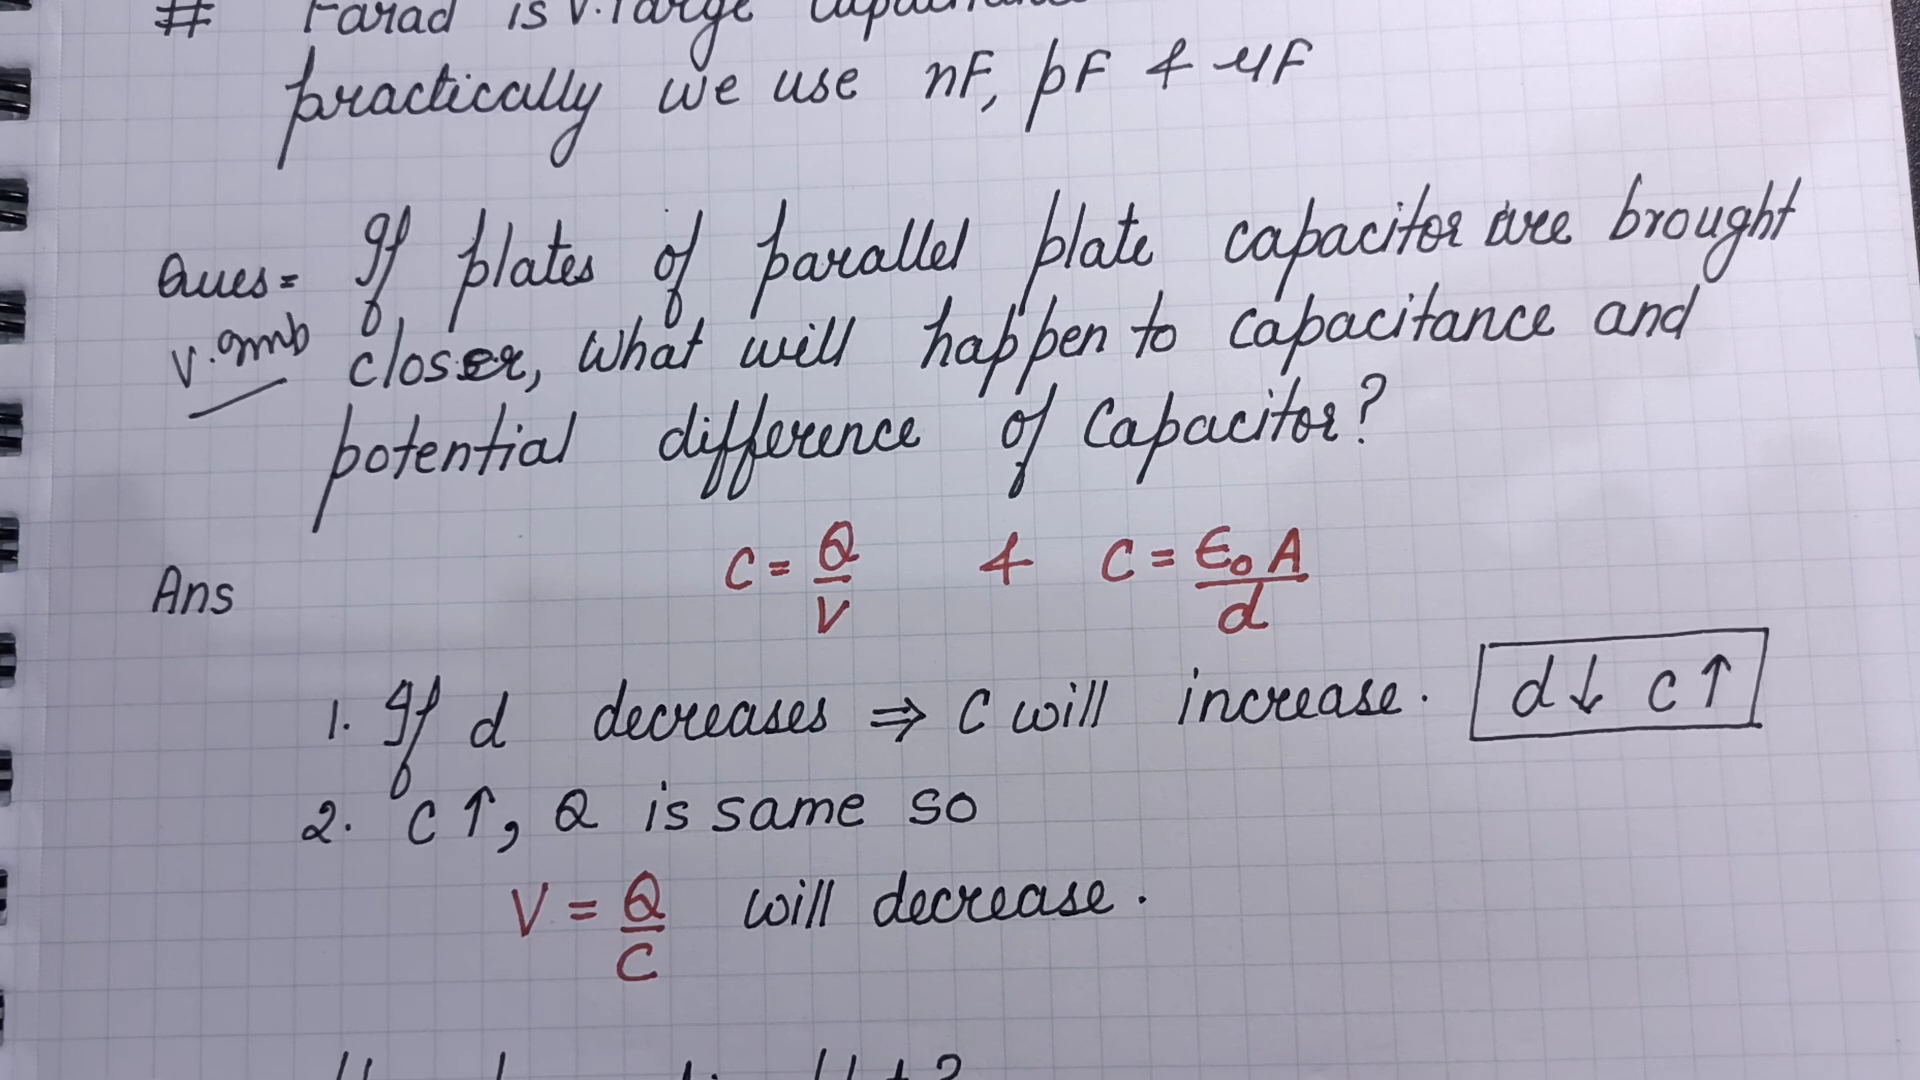 # Farad is v. large
practically we use nF, pF & μF
Ques = If plates of parallel plate capacitor are brought
v. Imb closer, what will happen to capacitance and
potential difference of Capacitor?
Ans C = Q/V & C = ε₀A/d
1. If d decreases ⇒ C will increase. d↓ C↑
2. C↑, Q is same so
V = Q/C will decrease.